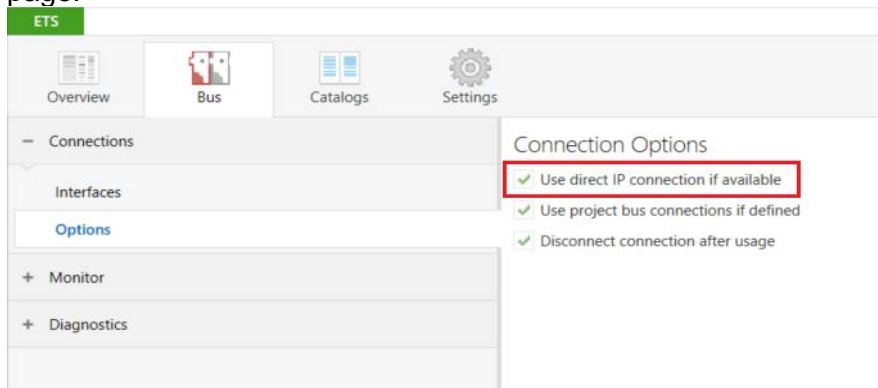 page.
ETS
Overview Bus Catalogs Settings
− Connections
Interfaces
Options
+ Monitor
+ Diagnostics
Connection Options
Use direct IP connection if available
Use project bus connections if defined
Disconnect connection after usage